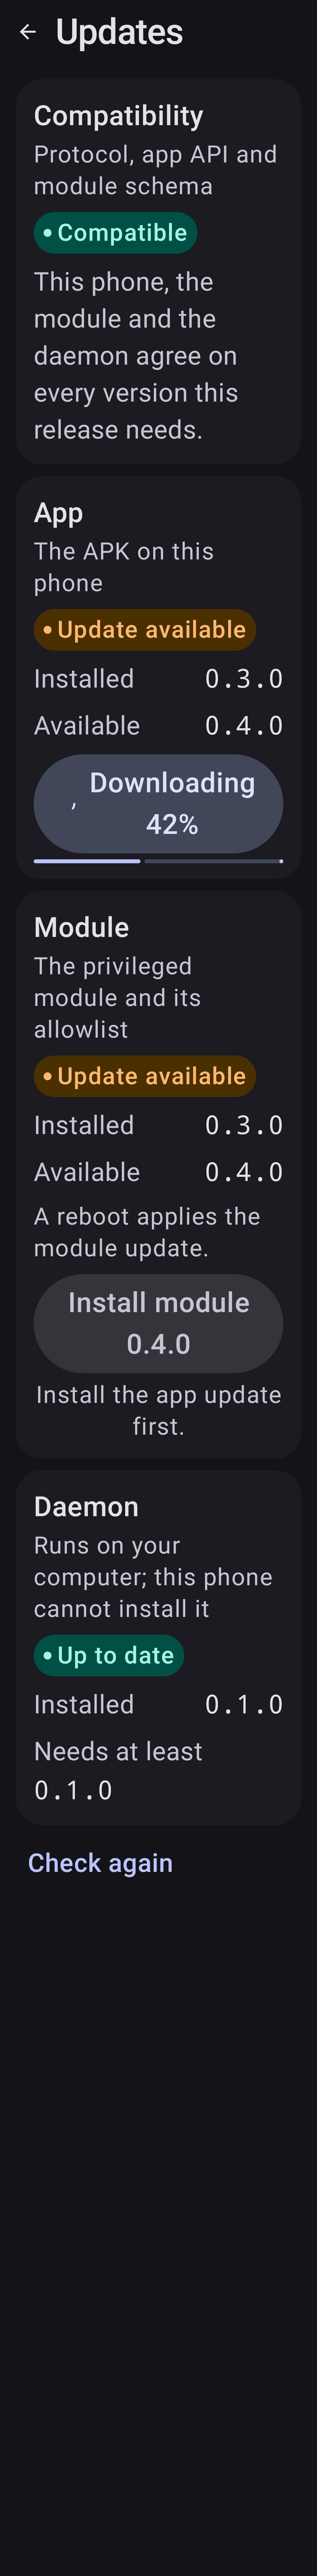 Updates
Compatibility
Protocol, app API and
module schema
Compatible
This phone, the
module and the
daemon agree on
every version this
release needs.
App
The APK on this
phone
Update available
Installed 0.3.0
Available 0.4.0
Downloading
42%
Module
The privileged
module and its
allowlist
Update available
Installed 0.3.0
Available 0.4.0
A reboot applies the
module update.
Install module
0.4.0
Install the app update
first.
Daemon
Runs on your
computer; this phone
cannot install it
Up to date
Installed 0.1.0
Needs at least
0.1.0
Check again